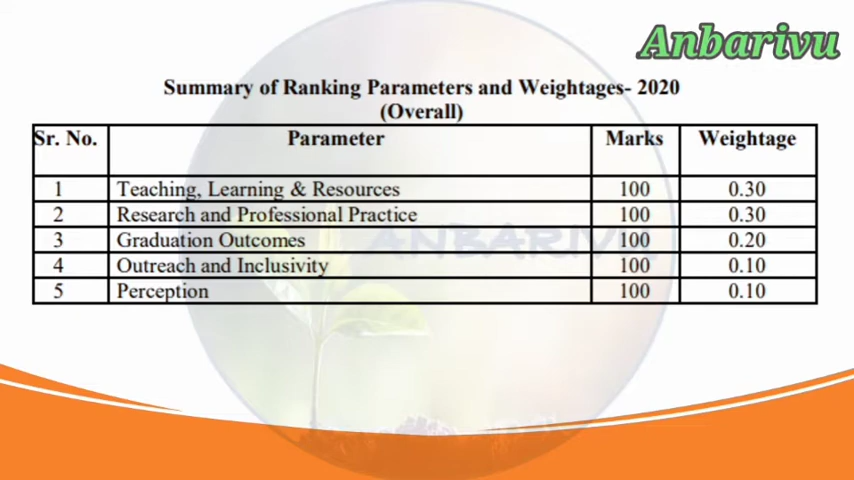 Anbarivu
Summary of Ranking Parameters and Weightages- 2020
(Overall)
Sr. No. Parameter Marks Weightage
1 Teaching, Learning & Resources 100 0.30
2 Research and Professional Practice 100 0.30
3 Graduation Outcomes 100 0.20
4 Outreach and Inclusivity 100 0.10
5 Perception 100 0.10
ANBARIVU